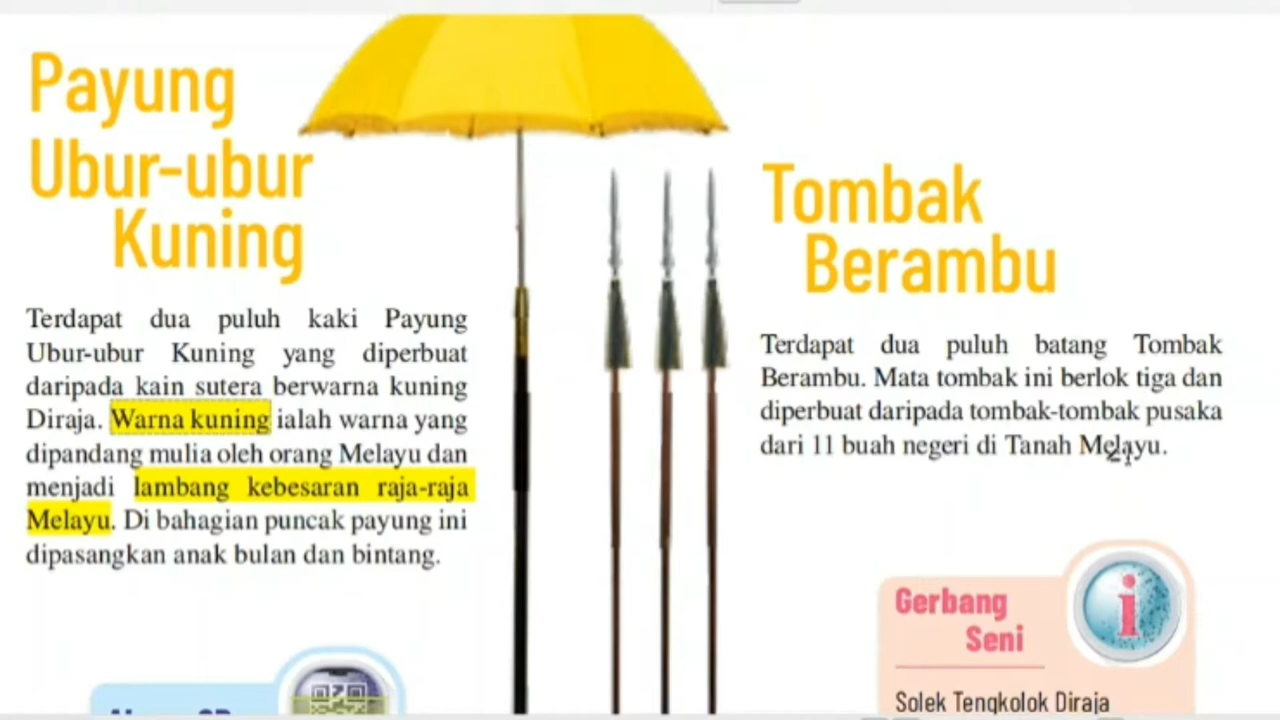 Payung
Ubur-ubur
Kuning
Terdapat dua puluh kaki Payung
Ubur-ubur Kuning yang diperbuat
daripada kain sutera berwarna kuning
Diraja. Warna kuning ialah warna yang
dipandang mulia oleh orang Melayu dan
menjadi lambang kebesaran raja-raja
Melayu. Di bahagian puncak payung ini
dipasangkan anak bulan dan bintang.
Tombak
Berambu
Terdapat dua puluh batang Tombak
Berambu. Mata tombak ini berlok tiga dan
diperbuat daripada tombak-tombak pusaka
dari 11 buah negeri di Tanah Melayu.
Gerbang
Seni
Solek Tengkolok Diraja